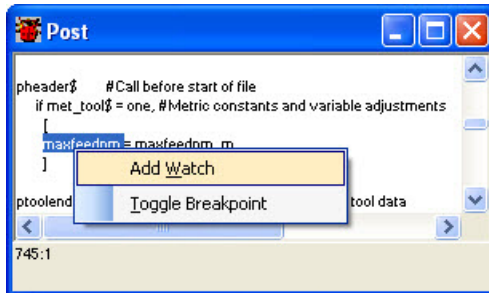 Post
pheader$ #Call before start of file
if met_tool$ = one, #Metric constants and variable adjustments
[
maxfeedpm = maxfeedpm_m
]
Add Watch
ptoolend tool data
Toggle Breakpoint
745:1